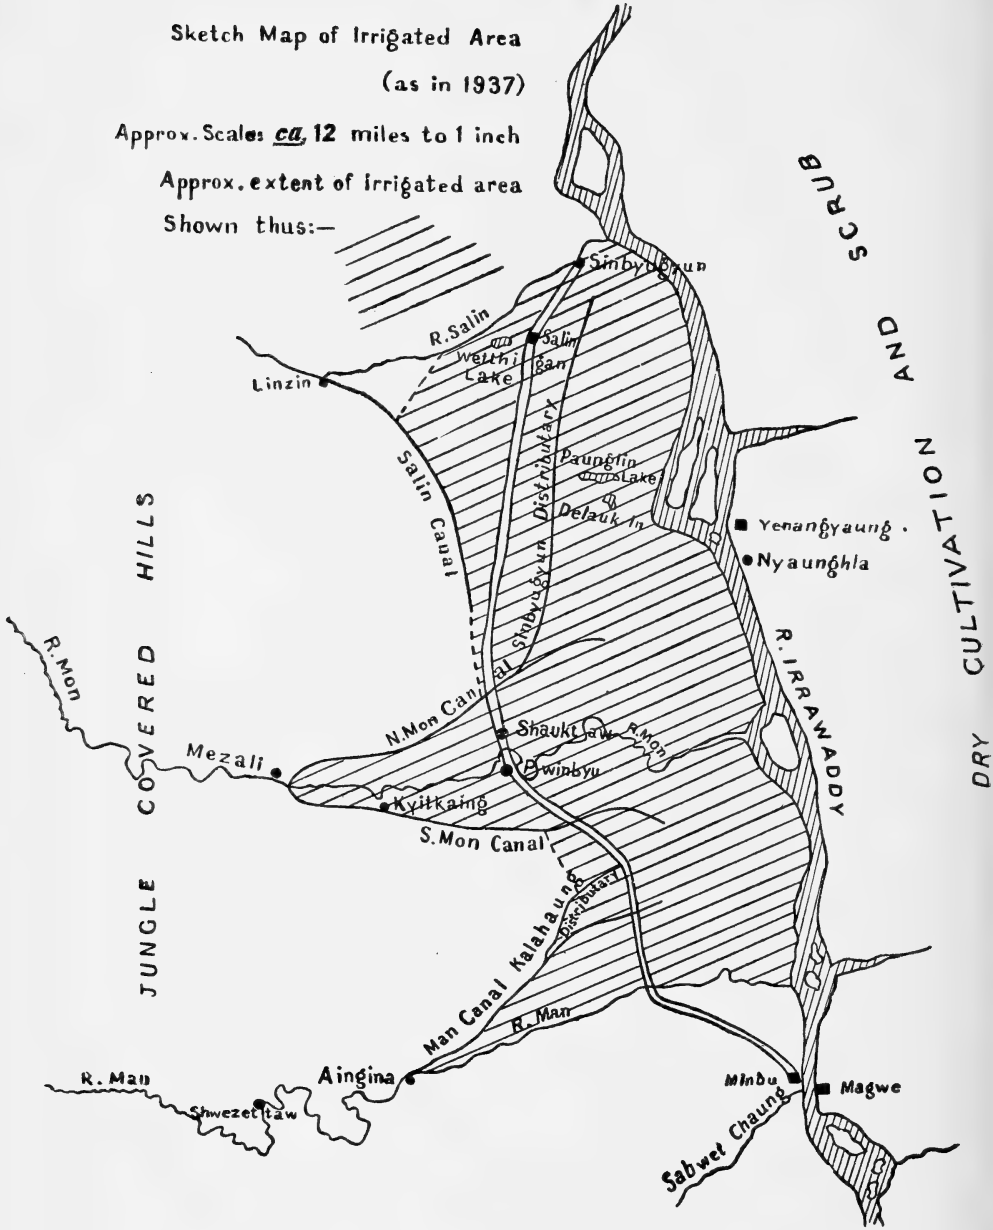 Sketch Map of Irrigated Area
(as in 1937)
Approx. Scale: ca, 12 miles to 1 inch
Approx. extent of irrigated area
Shown thus:—
DRY CULTIVATION AND SCRUB
Sinbyugyun
R. Salin
Salin
Wetthigan
Lake
Linzin
Salin Canal
Sinbyugyun Distributary
Paunglin
Lake
Delauk In
Yenangyaung.
Nyaunghla
JUNGLE COVERED HILLS
R. Mon
N. Mon Canal
R. IRRAWADDY
Shauktaw
R. Mon
Mezali
Pwinbyu
Kyitkaing
S. Mon Canal
Man Canal Kalahaung
Distributary
R. Man
R. Man
Aingina
Shwezettaw
Minbu
Magwe
Sabwet Chaung